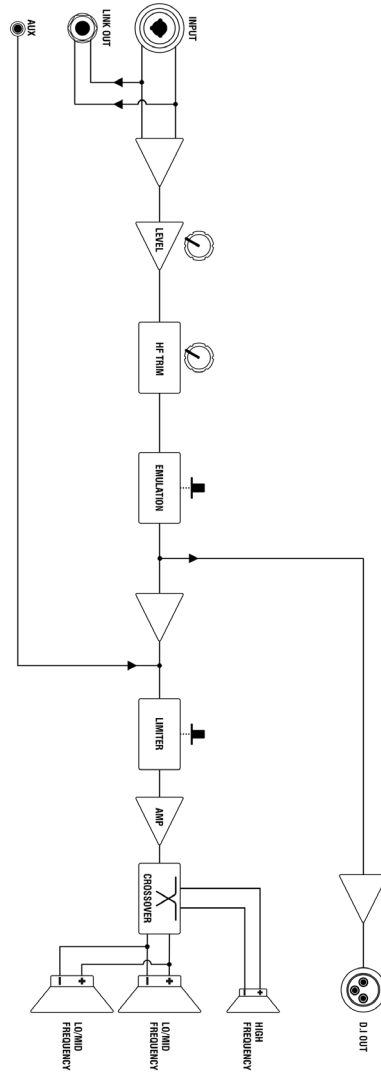 INPUT
LINK OUT
AUX
LEVEL
HF TRIM
EMULATION
LIMITER
AMP
CROSSOVER
+
-
+
-
+
-
HIGH
FREQUENCY
LO/MID
FREQUENCY
LO/MID
FREQUENCY
D.I OUT